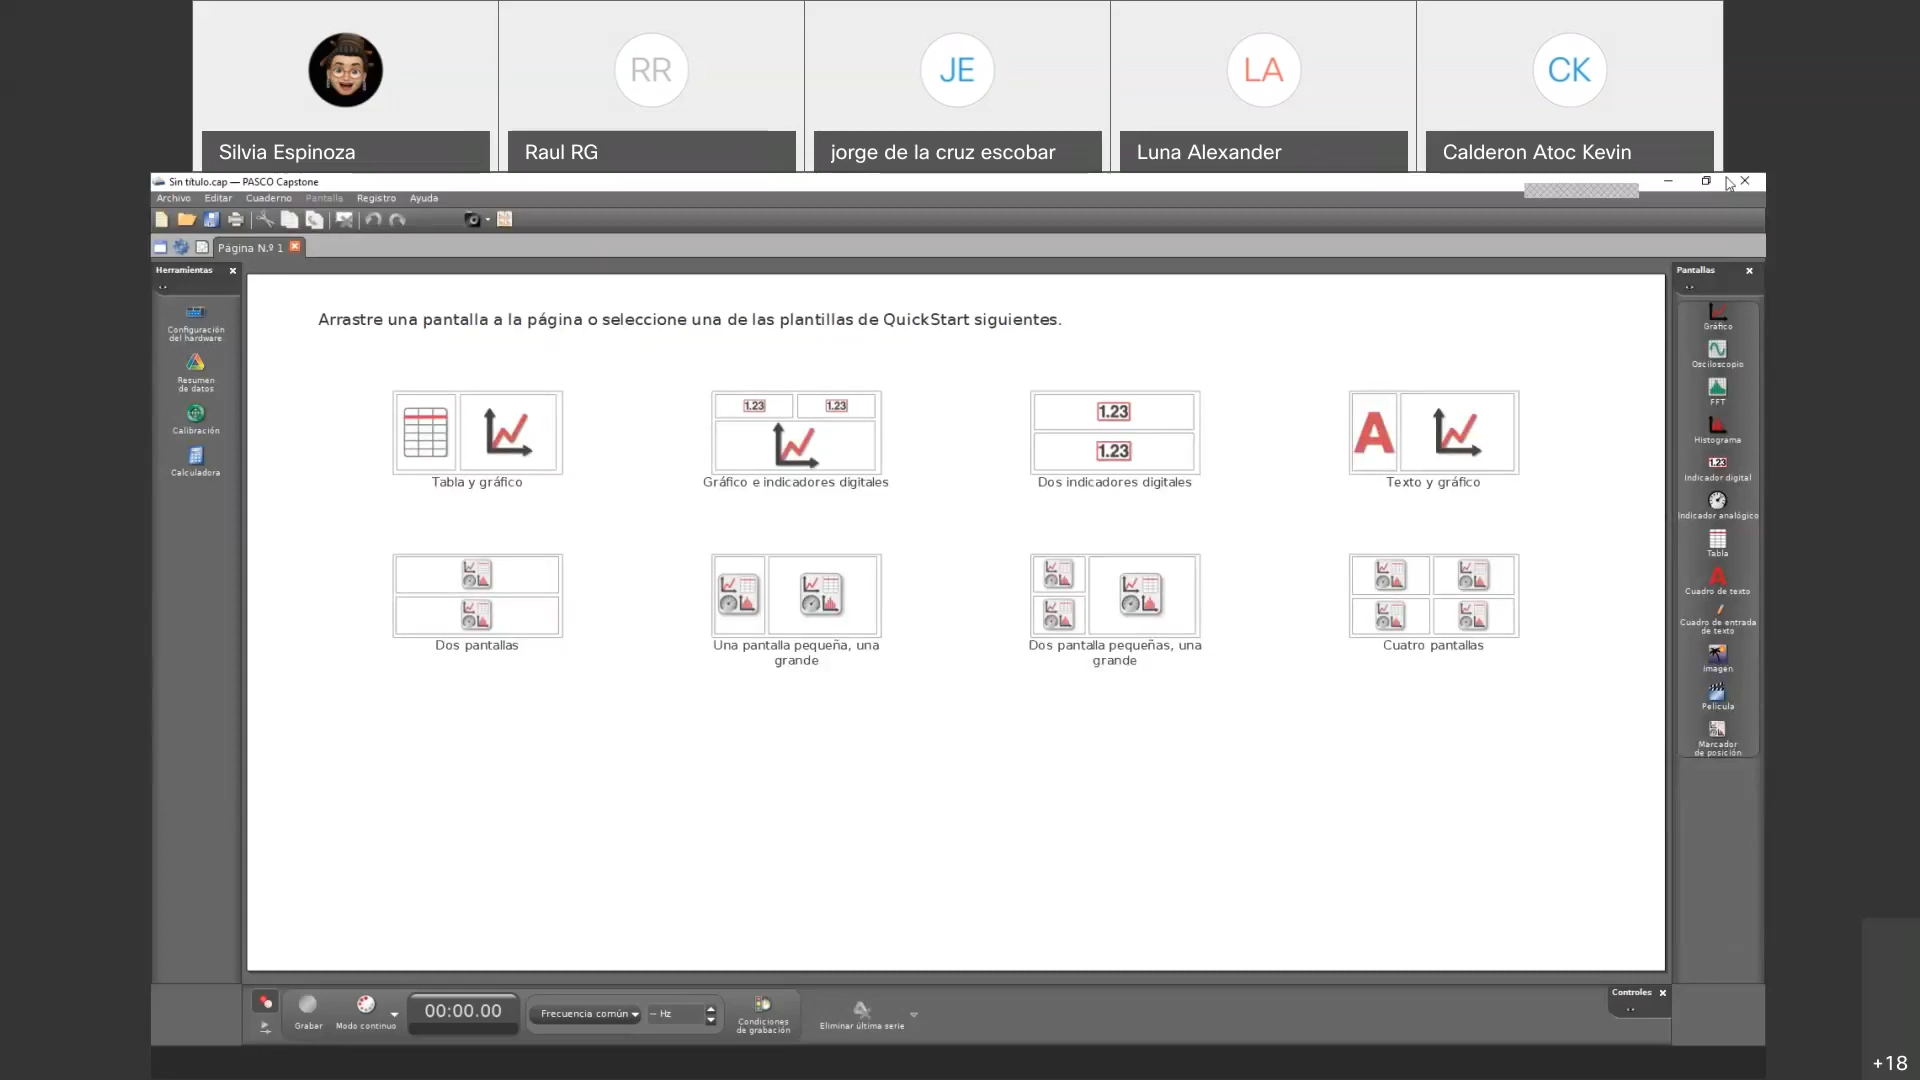 RR
JE
LA
CK
Silvia Espinoza
Raul RG
jorge de la cruz escobar
Luna Alexander
Calderon Atoc Kevin
Sin título.cap — PASCO Capstone
Archivo Editar Cuaderno Pantalla Registro Ayuda
Página N.º 1
Herramientas
Configuración
del hardware
Resumen
de datos
Calibración
Calculadora
Arrastre una pantalla a la página o seleccione una de las plantillas de QuickStart siguientes.
1.23 1.23
1.23
1.23
A
Tabla y gráfico
Gráfico e indicadores digitales
Dos indicadores digitales
Texto y gráfico
Dos pantallas
Una pantalla pequeña, una
grande
Dos pantalla pequeñas, una
grande
Cuatro pantallas
Pantallas
Gráfico
Osciloscopio
FFT
Histograma
1.23
Indicador digital
Indicador analógico
Tabla
A
Cuadro de texto
Cuadro de entrada
de texto
Imagen
Película
Marcador
de posición
Grabar
Modo continuo
00:00.00
Frecuencia común
— Hz
Condiciones
de grabación
Eliminar última serie
Controles
+18